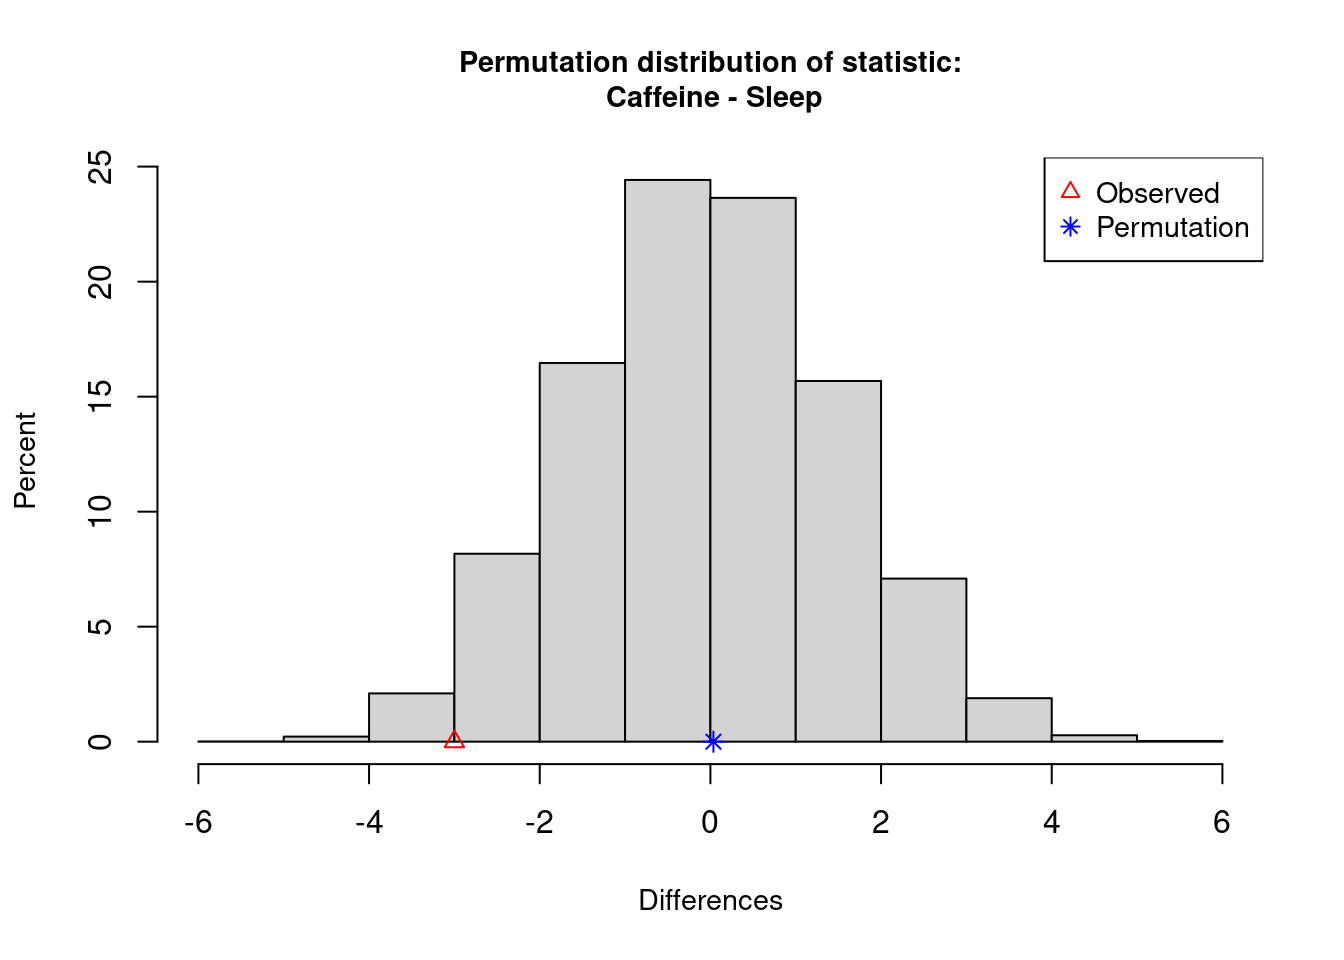 Permutation distribution of statistic:
Caffeine - Sleep
Observed
Permutation
Percent
25
20
15
10
5
0
-6 -4 -2 0 2 4 6
Differences